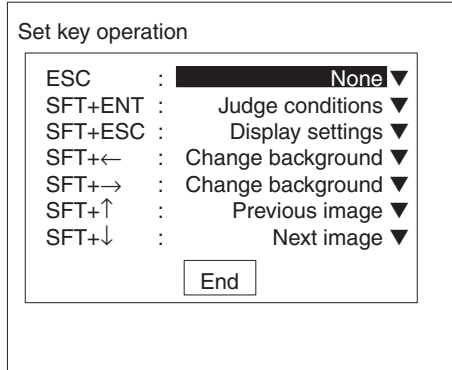 Set key operation
ESC : None ▼
SFT+ENT : Judge conditions ▼
SFT+ESC : Display settings ▼
SFT+← : Change background ▼
SFT+→ : Change background ▼
SFT+↑ : Previous image ▼
SFT+↓ : Next image ▼
End